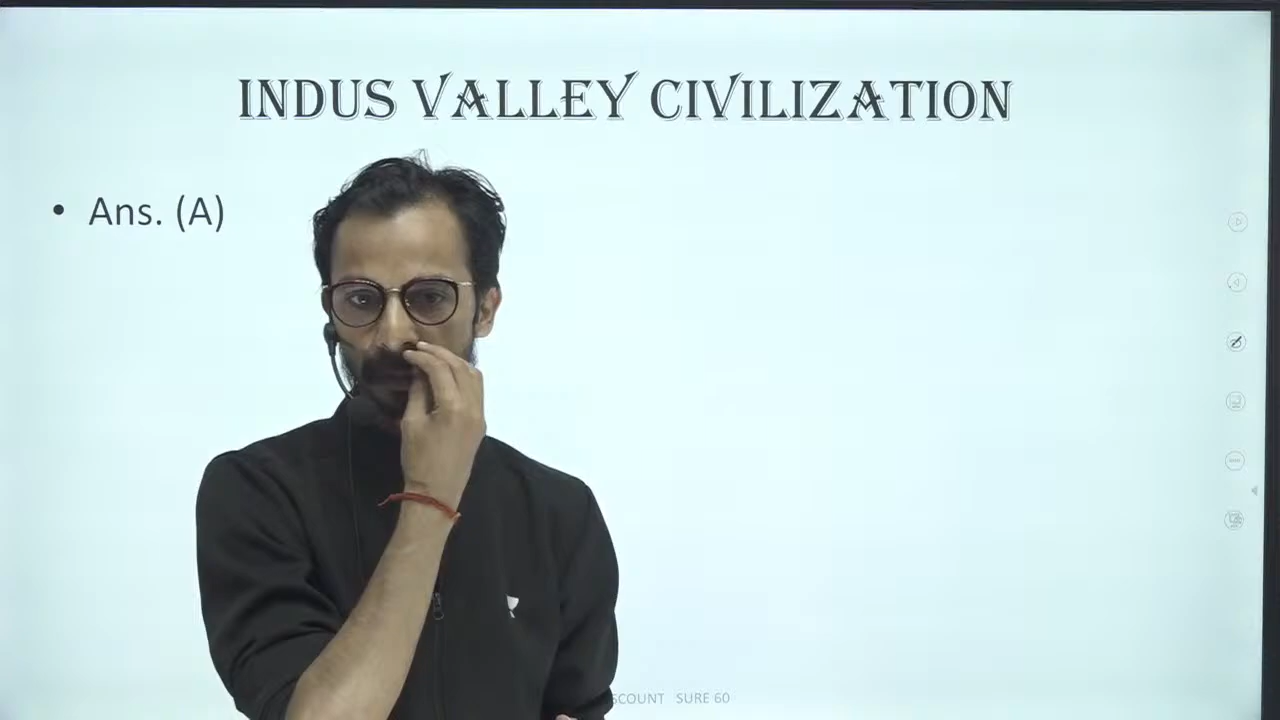 INDUS VALLEY CIVILIZATION
• Ans. (A)
SURE 60